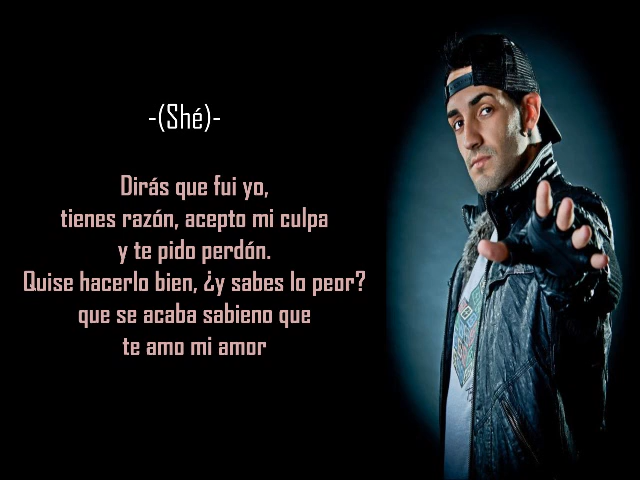 -(Shé)-
Dirás que fui yo,
tienes razón, acepto mi culpa
y te pido perdón.
Quise hacerlo bien, ¿y sabes lo peor?
que se acaba sabieno que
te amo mi amor